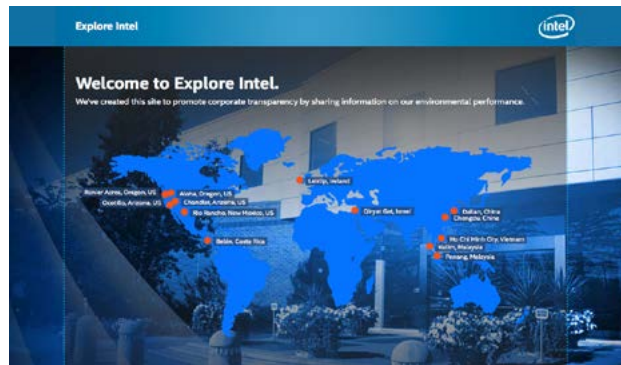 Explore Intel
intel
Welcome to Explore Intel.
We've created this site to promote corporate transparency by sharing information on our environmental performance.
Leixlip, Ireland
Ronler Acres, Oregon, US
Aloha, Oregon, US
Ocotillo, Arizona, US
Chandler, Arizona, US
Rio Rancho, New Mexico, US
Qiryat Gat, Israel
Dalian, China
Chengdu, China
Belén, Costa Rica
Ho Chi Minh City, Vietnam
Kulim, Malaysia
Penang, Malaysia